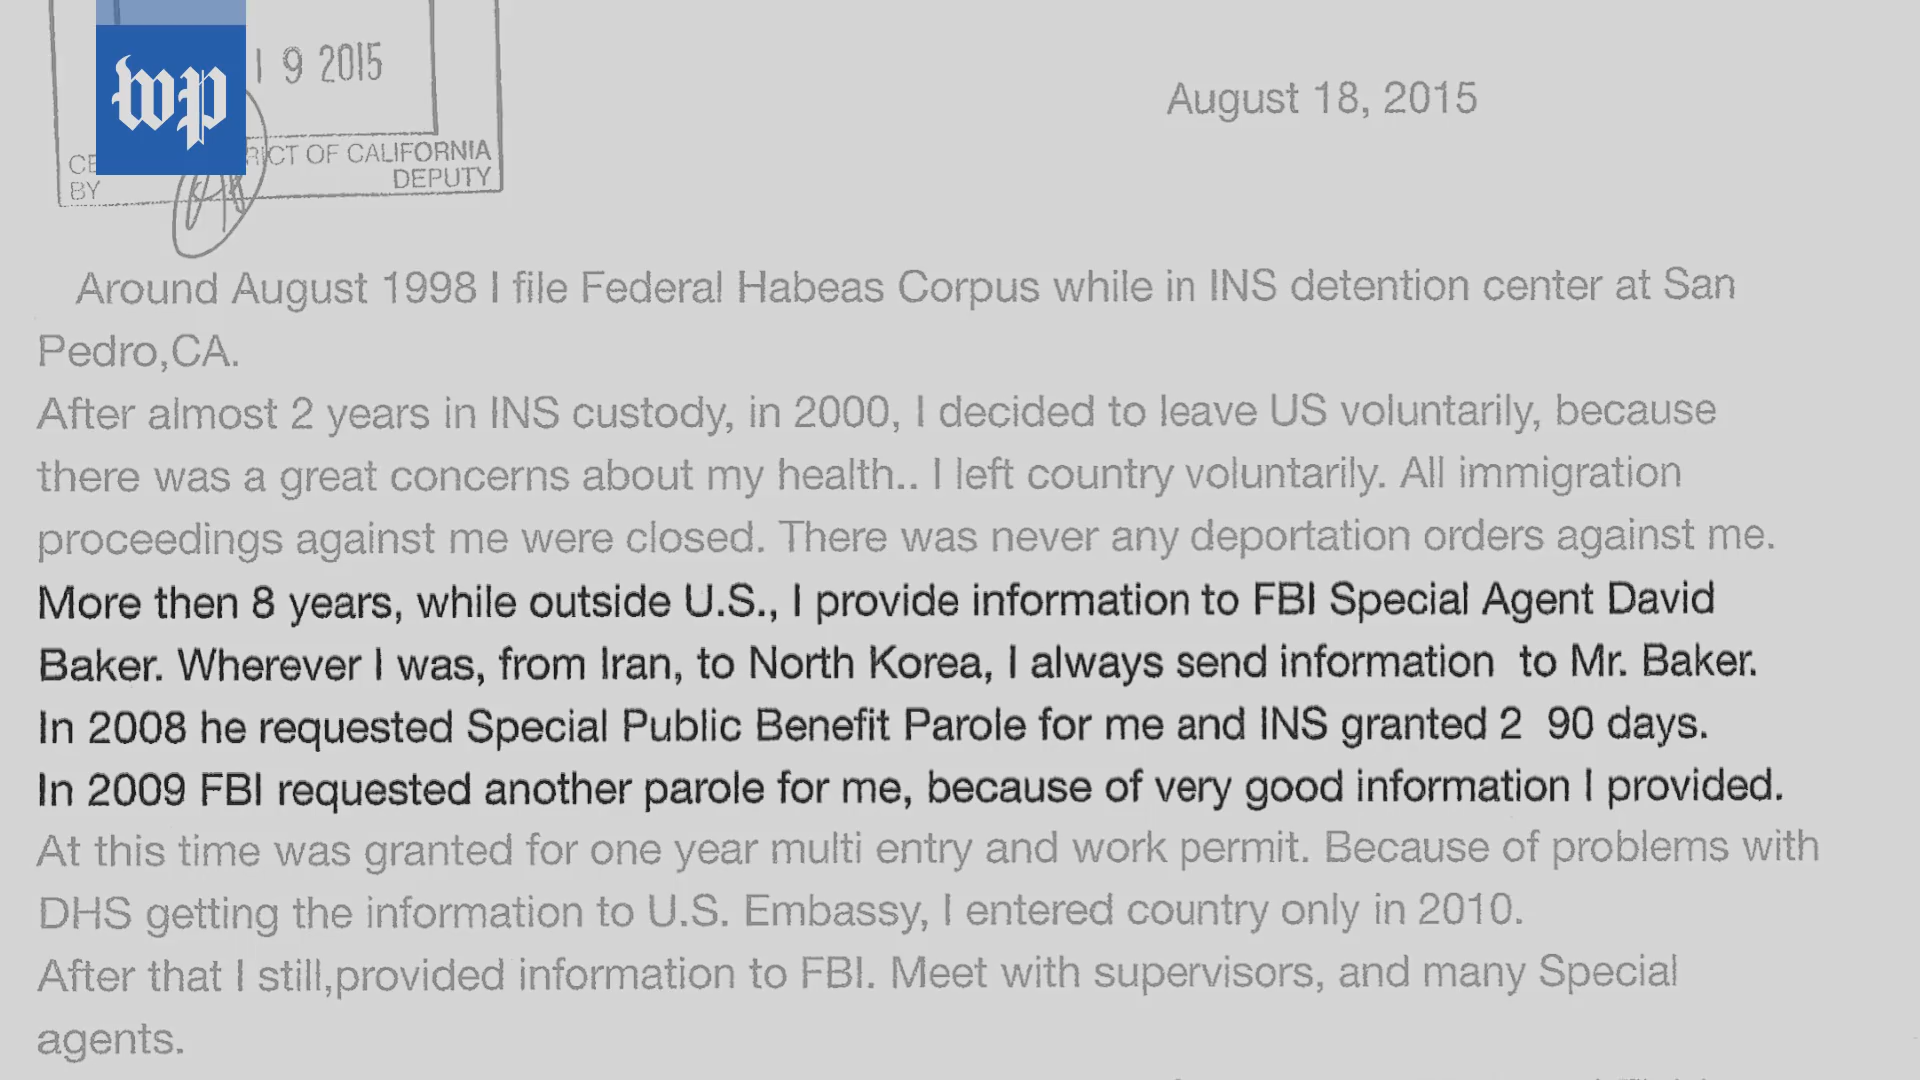 wp
19 2015
RICT OF CALIFORNIA
BY DEPUTY
August 18, 2015
Around August 1998 I file Federal Habeas Corpus while in INS detention center at San
Pedro,CA.
After almost 2 years in INS custody, in 2000, I decided to leave US voluntarily, because
there was a great concerns about my health.. I left country voluntarily. All immigration
proceedings against me were closed. There was never any deportation orders against me.
More then 8 years, while outside U.S., I provide information to FBI Special Agent David
Baker. Wherever I was, from Iran, to North Korea, I always send information to Mr. Baker.
In 2008 he requested Special Public Benefit Parole for me and INS granted 2 90 days.
In 2009 FBI requested another parole for me, because of very good information I provided.
At this time was granted for one year multi entry and work permit. Because of problems with
DHS getting the information to U.S. Embassy, I entered country only in 2010.
After that I still,provided information to FBI. Meet with supervisors, and many Special
agents.